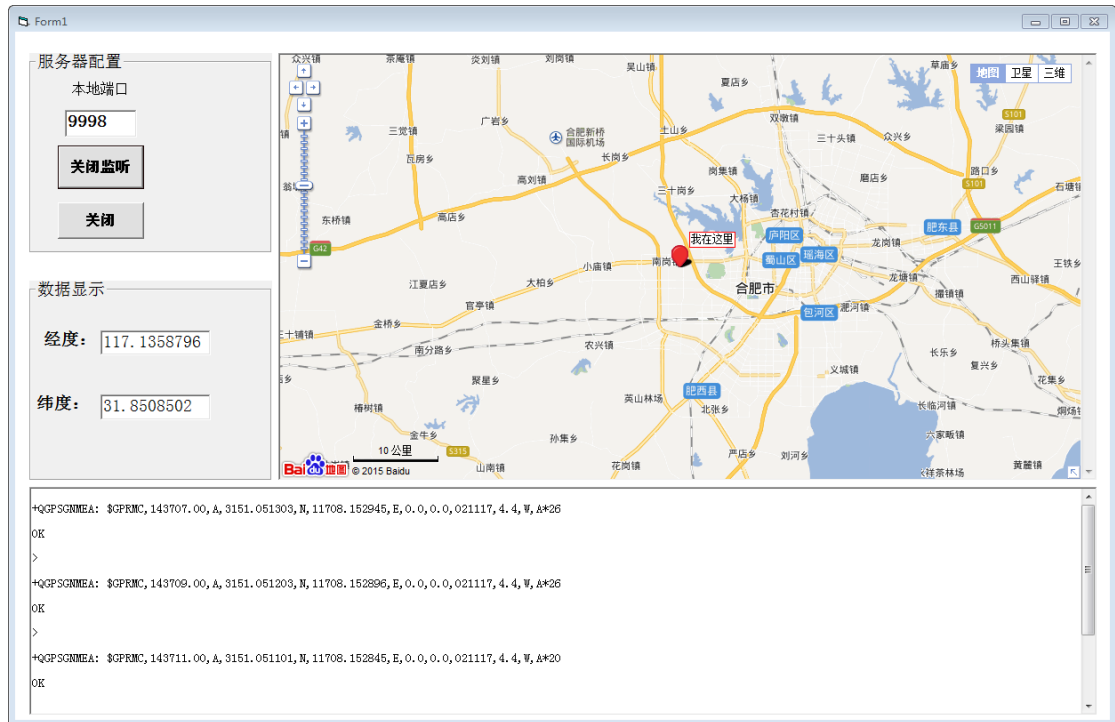 Form1
服务器配置
本地端口
9998
关闭监听
关闭
数据显示
经度：
117.1358796
纬度：
31.8508502
众兴镇
茶庵镇
炎刘镇
刘岗镇
吴山镇
夏店乡
草庙乡
地图 卫星 三维
S101
梁园镇
双墩镇
三十头镇
众兴乡
三觉镇
广岩乡
合肥新桥
国际机场
土山乡
瓦房乡
长岗乡
高刘镇
岗集镇
三十岗乡
磨店乡
路口乡
S101
石塘镇
大杨镇
东桥镇
高店乡
杏花村镇
肥东县
G5011
我在这里
庐阳区
龙岗镇
G42
小庙镇
南岗镇
蜀山区
瑶海区
王铁乡
江夏店乡
大柏乡
合肥市
龙塘镇
撮镇镇
西山驿镇
官亭镇
包河区
淝河镇
金桥乡
南分路乡
农兴镇
桥头集镇
长乐乡
复兴乡
义城镇
聚星乡
肥西县
花集乡
椿树镇
英山林场
北张乡
长临河镇
金牛乡
孙集乡
六家畈镇
10 公里
S315
严店乡
刘河乡
Baidu地图
© 2015 Baidu
山南镇
花岗镇
祥茶林场
黄麓镇
+QGPSGNMEA: $GPRMC,143707.00,A,3151.051303,N,11708.152945,E,0.0,0.0,021117,4.4,W,A*26
OK
>
+QGPSGNMEA: $GPRMC,143709.00,A,3151.051203,N,11708.152896,E,0.0,0.0,021117,4.4,W,A*26
OK
>
+QGPSGNMEA: $GPRMC,143711.00,A,3151.051101,N,11708.152845,E,0.0,0.0,021117,4.4,W,A*20
OK